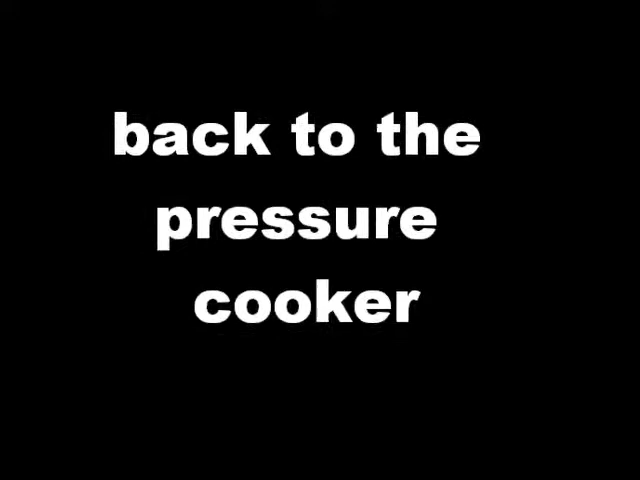 back to the
pressure
cooker